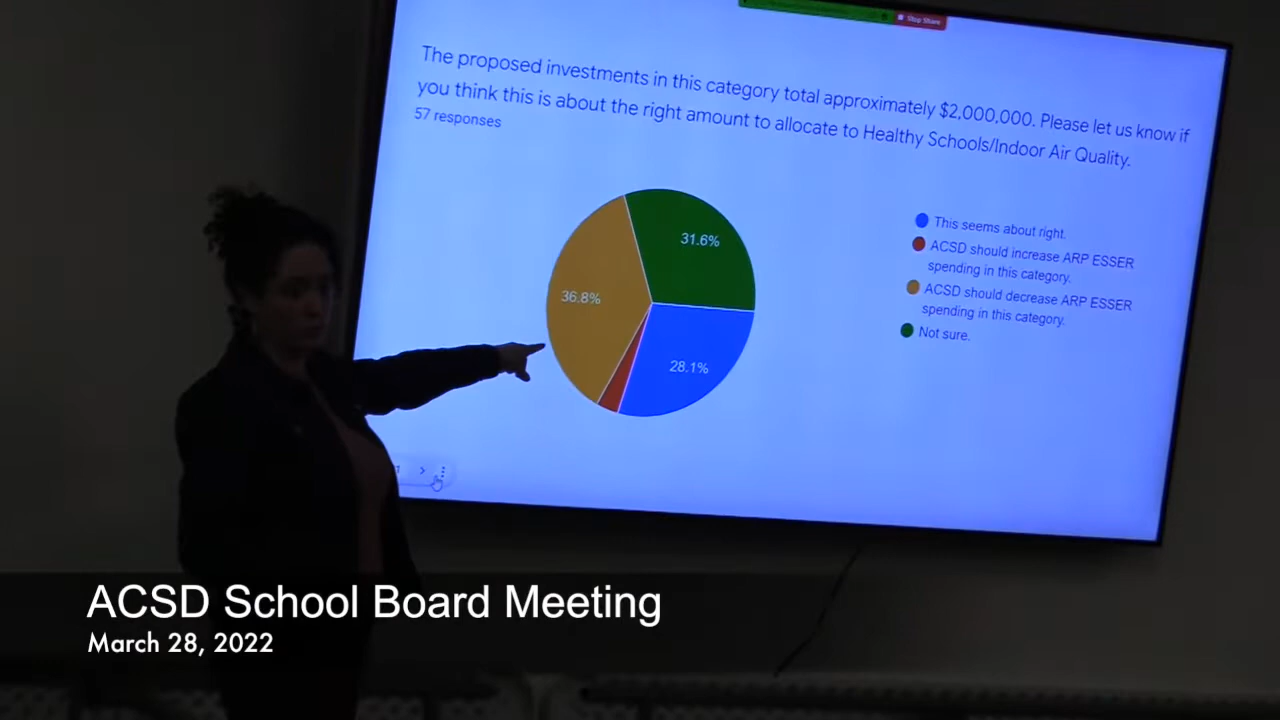 Stop Share
The proposed investments in this category total approximately $2,000,000. Please let us know if
you think this is about the right amount to allocate to Healthy Schools/Indoor Air Quality.
57 responses
31.6%
36.8%
28.1%
This seems about right.
ACSD should increase ARP ESSER
spending in this category.
ACSD should decrease ARP ESSER
spending in this category.
Not sure.
ACSD School Board Meeting
March 28, 2022